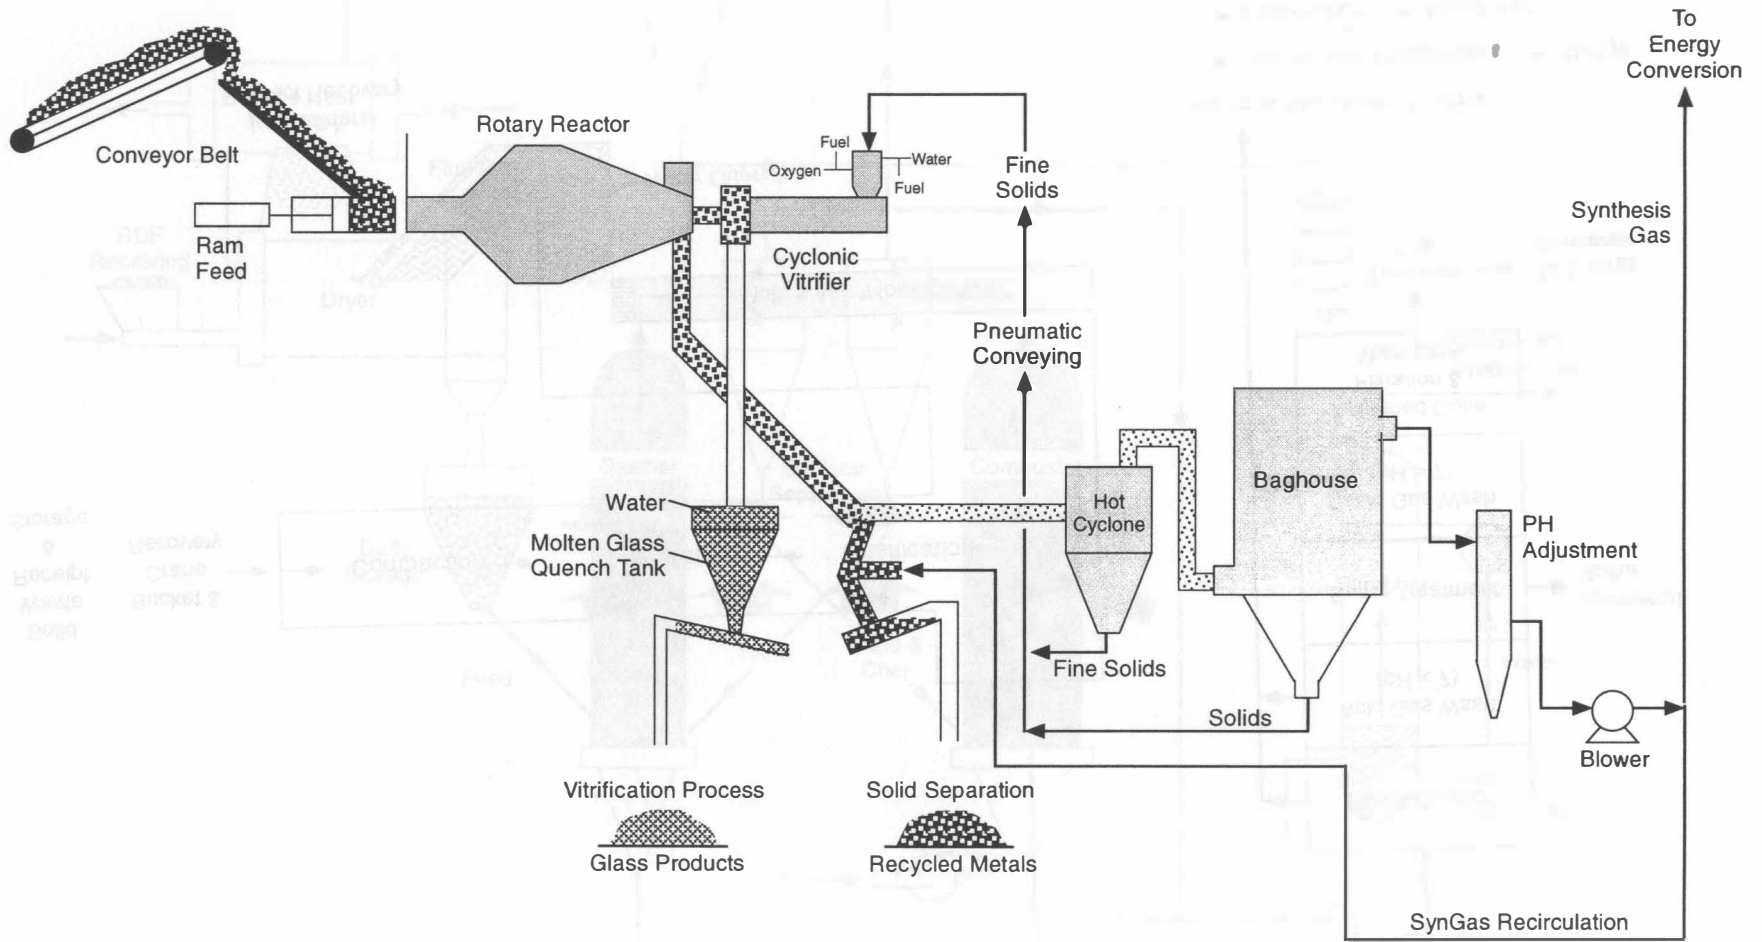 To
Energy
Conversion
Conveyor Belt
Rotary Reactor
Fuel
Oxygen
Water
Fuel
Fine
Solids
Synthesis
Gas
Ram
Feed
Cyclonic
Vitrifier
Pneumatic
Conveying
Baghouse
Water
Hot
Cyclone
Molten Glass
Quench Tank
PH
Adjustment
Fine Solids
Solids
Blower
Vitrification Process
Solid Separation
Glass Products
Recycled Metals
SynGas Recirculation